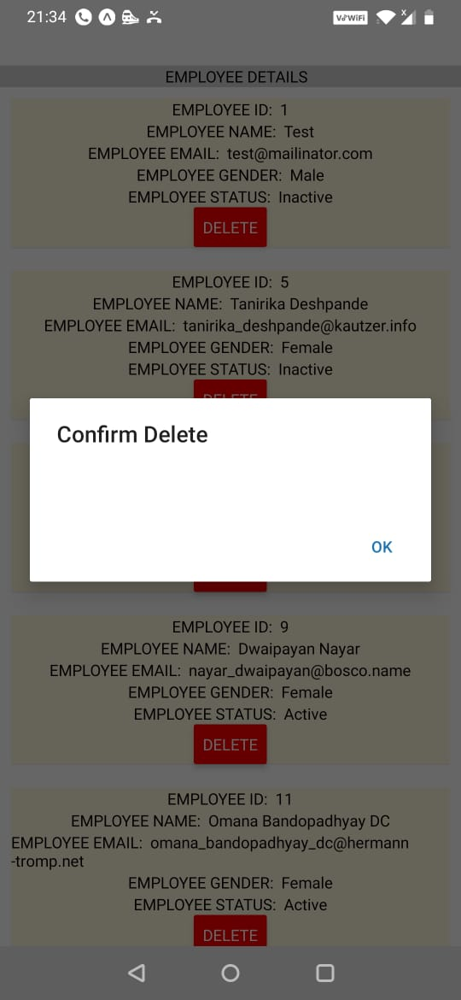 21:34
Vo WiFi
X
EMPLOYEE DETAILS
EMPLOYEE ID: 1
EMPLOYEE NAME: Test
EMPLOYEE EMAIL: test@mailinator.com
EMPLOYEE GENDER: Male
EMPLOYEE STATUS: Inactive
DELETE
EMPLOYEE ID: 5
EMPLOYEE NAME: Tanirika Deshpande
EMPLOYEE EMAIL: tanirika_deshpande@kautzer.info
EMPLOYEE GENDER: Female
EMPLOYEE STATUS: Inactive
DELETE
Confirm Delete
OK
EMPLOYEE ID: 9
EMPLOYEE NAME: Dwaipayan Nayar
EMPLOYEE EMAIL: nayar_dwaipayan@bosco.name
EMPLOYEE GENDER: Female
EMPLOYEE STATUS: Active
DELETE
EMPLOYEE ID: 11
EMPLOYEE NAME: Omana Bandopadhyay DC
EMPLOYEE EMAIL: omana_bandopadhyay_dc@hermann
-tromp.net
EMPLOYEE GENDER: Female
EMPLOYEE STATUS: Active
DELETE